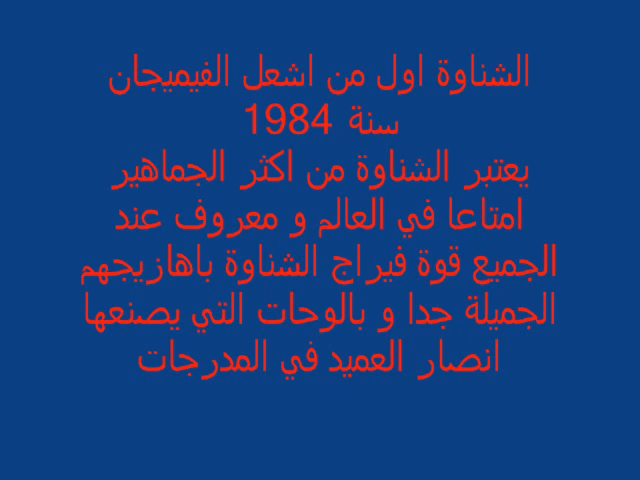 الشناوة اول من اشعل الفيميجان
سنة 1984
يعتبر الشناوة من اكثر الجماهير
امتاعا في العالم و معروف عند
الجميع قوة فيراج الشناوة باهازيجهم
الجميلة جدا و بالوحات التي يصنعها
انصار العميد في المدرجات